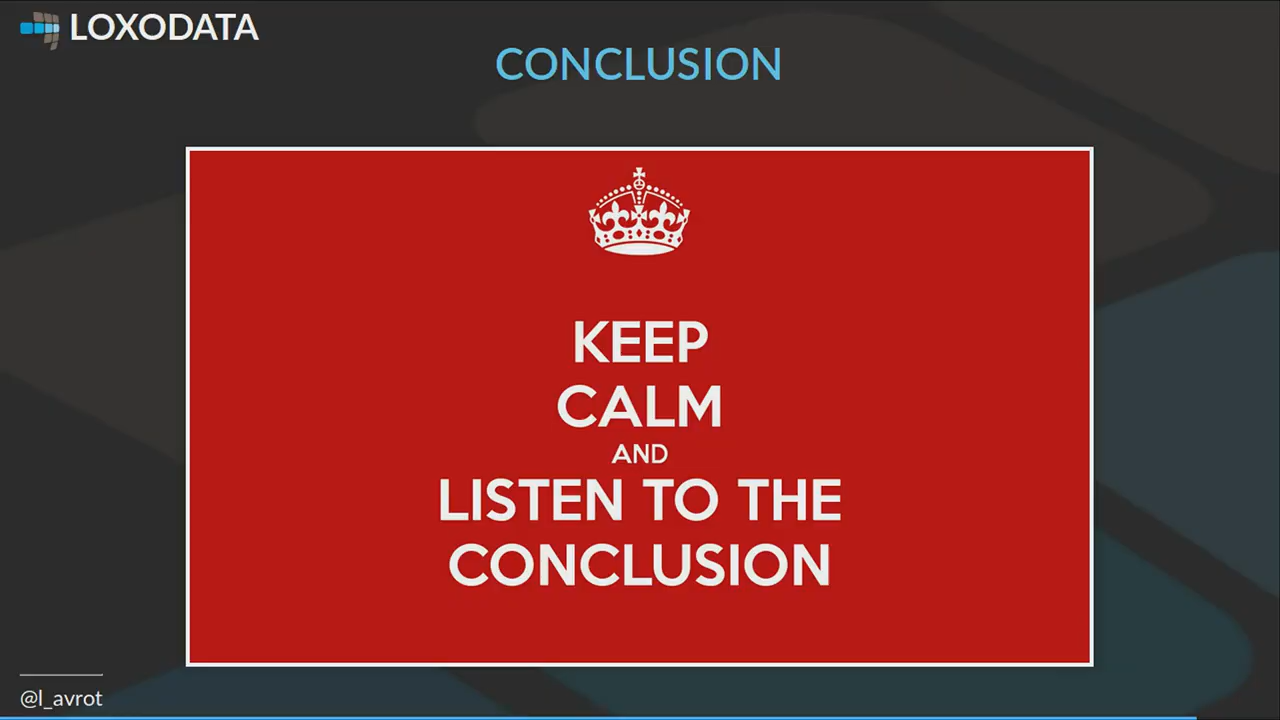 LOXODATA
CONCLUSION
KEEP
CALM
AND
LISTEN TO THE
CONCLUSION
@l_avrot